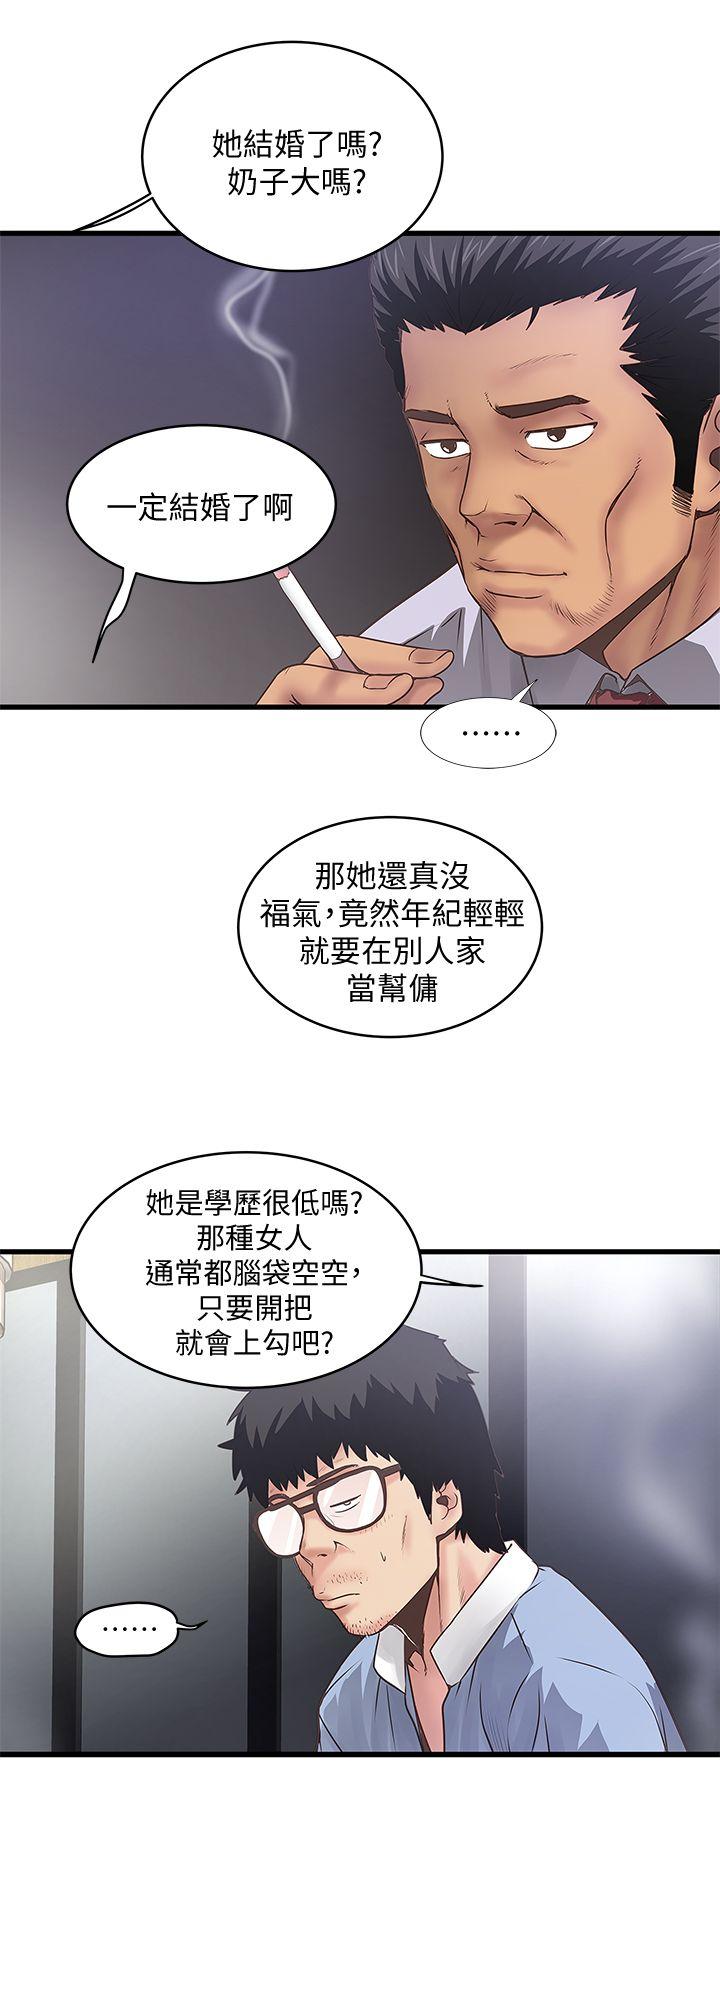 她結婚了嗎?
奶子大嗎?
一定結婚了啊
……
那她還真沒
福氣,竟然年紀輕輕
就要在別人家
當幫傭
她是學歷很低嗎?
那種女人
通常都腦袋空空,
只要開把
就會上勾吧?
……